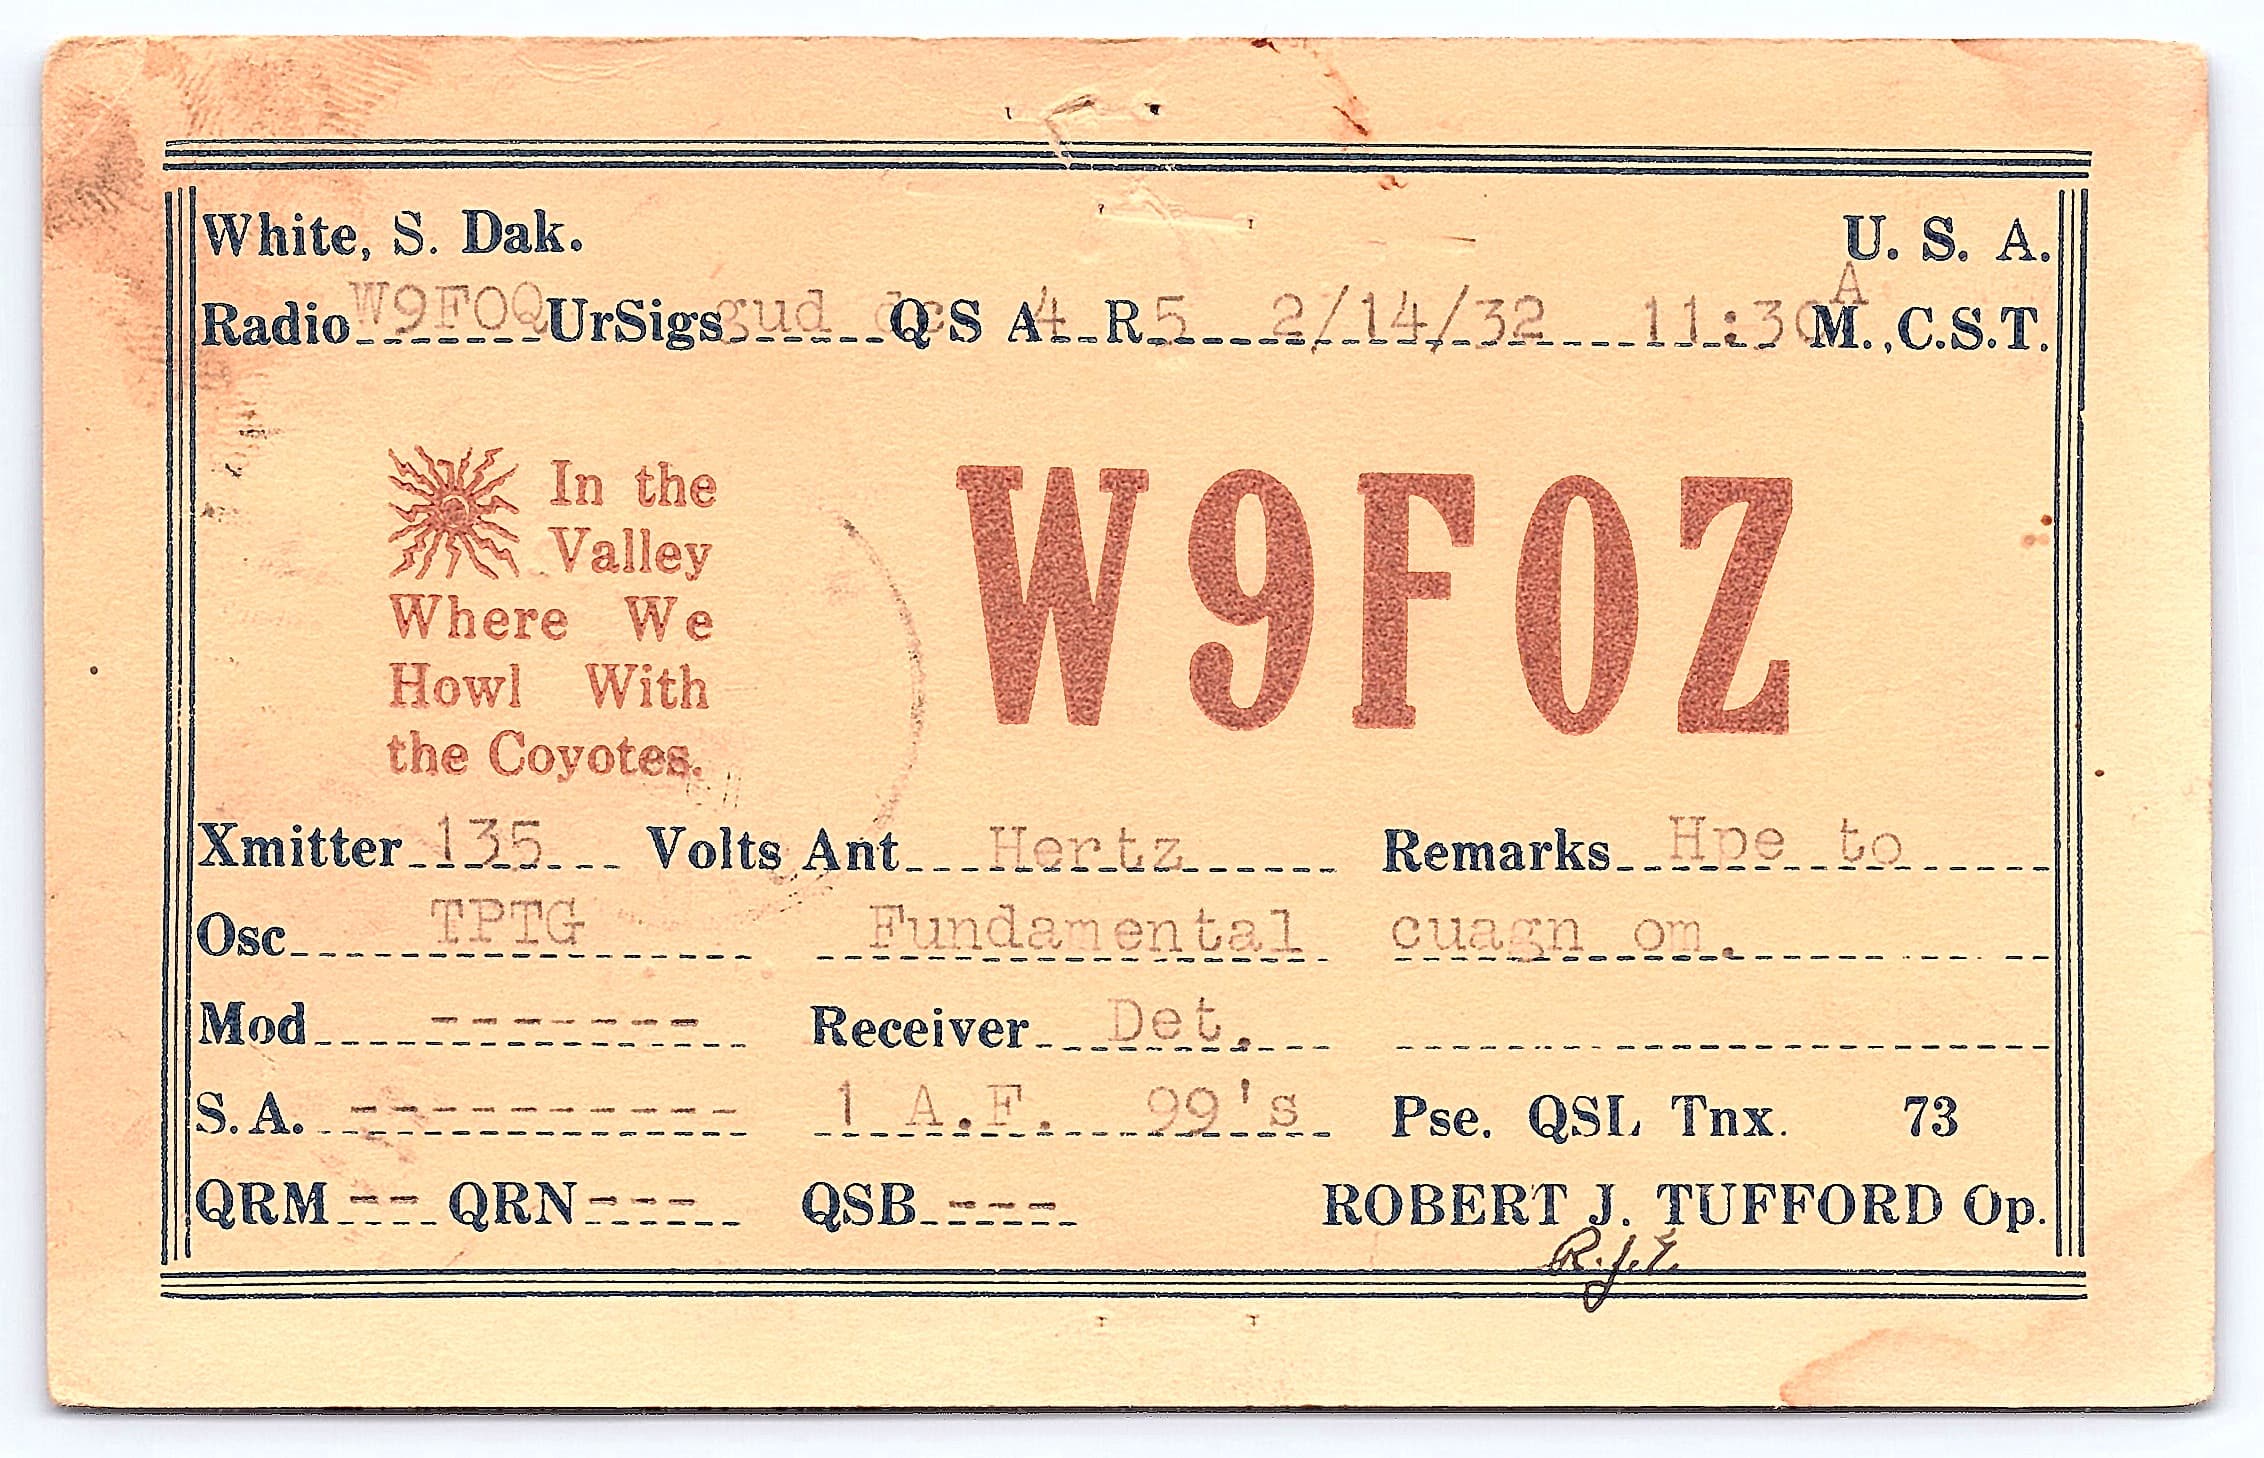 White, S. Dak. U. S. A.
Radio W9FOQ UrSigs gud dc QSA 4 R 5 2/14/32 11:30 A M., C.S.T.
In the
Valley
Where We
Howl With
the Coyotes.
W9FOZ
Xmitter 135 Volts Ant Hertz Remarks Hpe to
Osc TPTG Fundamental cuagn om.
Mod ------- Receiver Det.
S.A. ---------- 1 A.F. 99's Pse. QSL Tnx. 73
QRM -- QRN --- QSB --- ROBERT J. TUFFORD Op.
R.J.T.